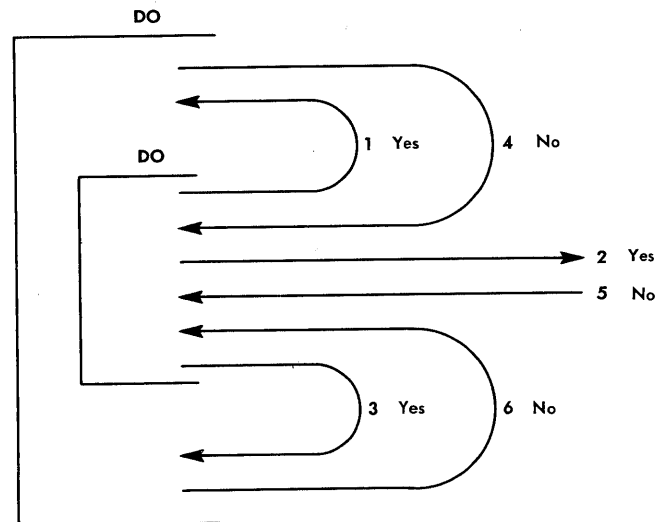 DO
1 Yes 4 No
DO
2 Yes
5 No
3 Yes 6 No